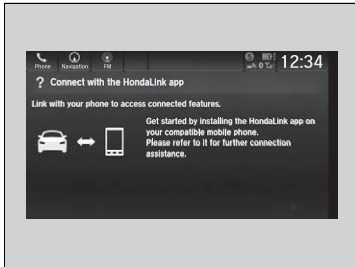 Phone Navigation FM
12:34
? Connect with the HondaLink app
Link with your phone to access connected features.
Get started by installing the HondaLink app on
your compatible mobile phone.
Please refer to it for further connection
assistance.